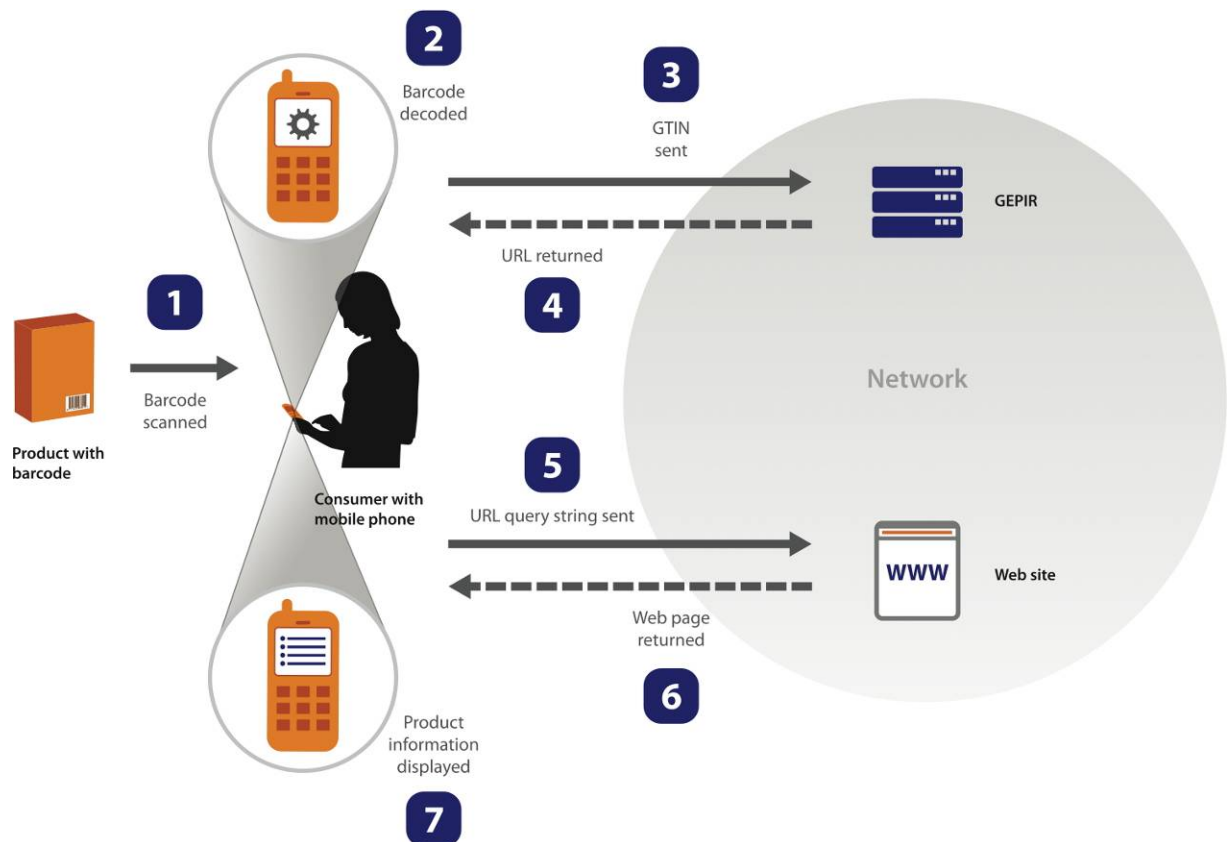 2
Barcode
decoded
3
GTIN
sent
GEPIR
URL returned
4
1
Barcode
scanned
Product with
barcode
Network
5
URL query string sent
Consumer with
mobile phone
WWW
Web site
Web page
returned
6
Product
information
displayed
7